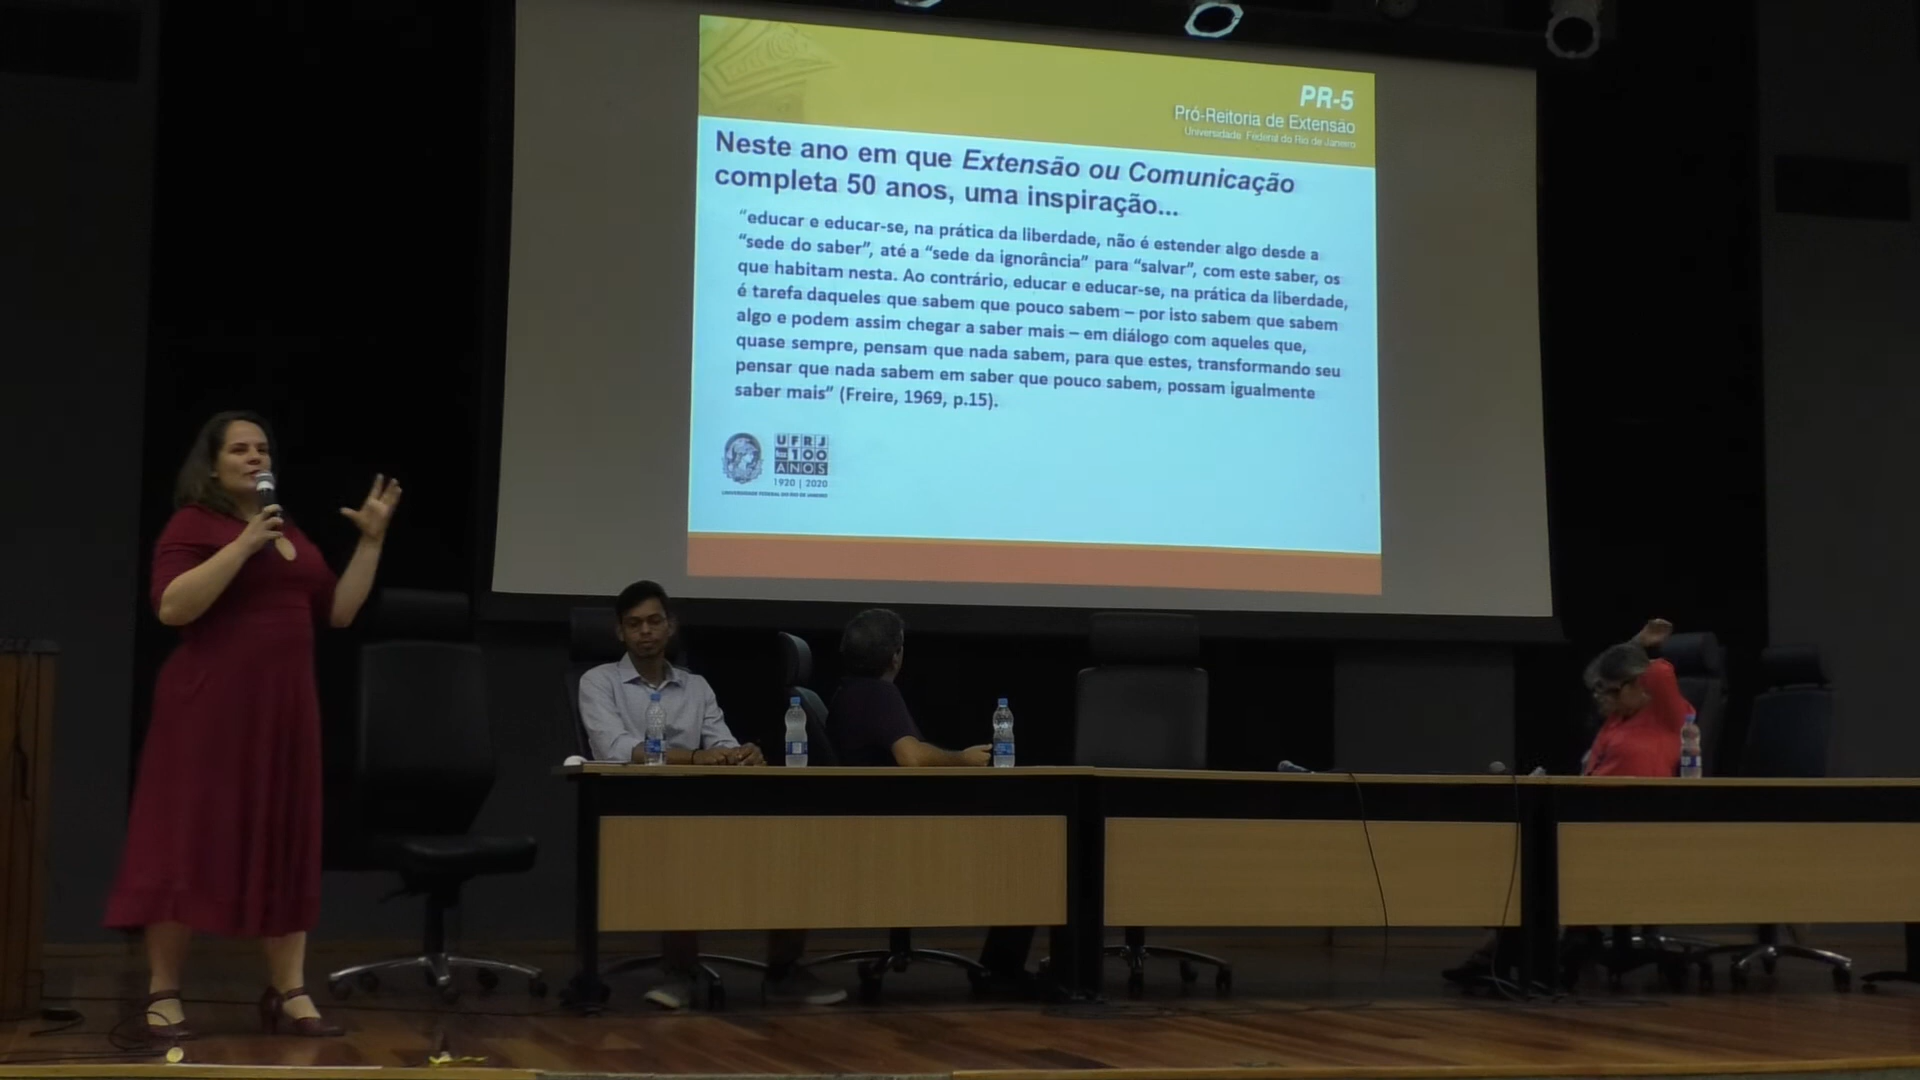 PR-5
Pró-Reitoria de Extensão
Universidade Federal do Rio de Janeiro
Neste ano em que Extensão ou Comunicação
completa 50 anos, uma inspiração...
“educar e educar-se, na prática da liberdade, não é estender algo desde a
“sede do saber”, até a “sede da ignorância” para “salvar”, com este saber, os
que habitam nesta. Ao contrário, educar e educar-se, na prática da liberdade,
é tarefa daqueles que sabem que pouco sabem – por isto sabem que sabem
algo e podem assim chegar a saber mais – em diálogo com aqueles que,
quase sempre, pensam que nada sabem, para que estes, transformando seu
pensar que nada sabem em saber que pouco sabem, possam igualmente
saber mais” (Freire, 1969, p.15).
UFRJ
100
ANOS
1920 | 2020
UNIVERSIDADE FEDERAL DO RIO DE JANEIRO